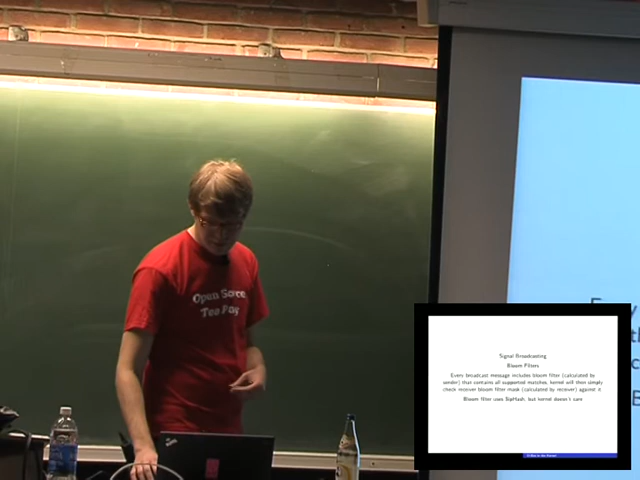 Open Source
Tea Pong
Signal Broadcasting
Bloom Filters
Every broadcast message includes bloom filter (calculated by
sender) that contains all supported matches, kernel will then simply
check receiver bloom filter mask (calculated by receiver) against it
Bloom filter uses SipHash, but kernel doesn't care